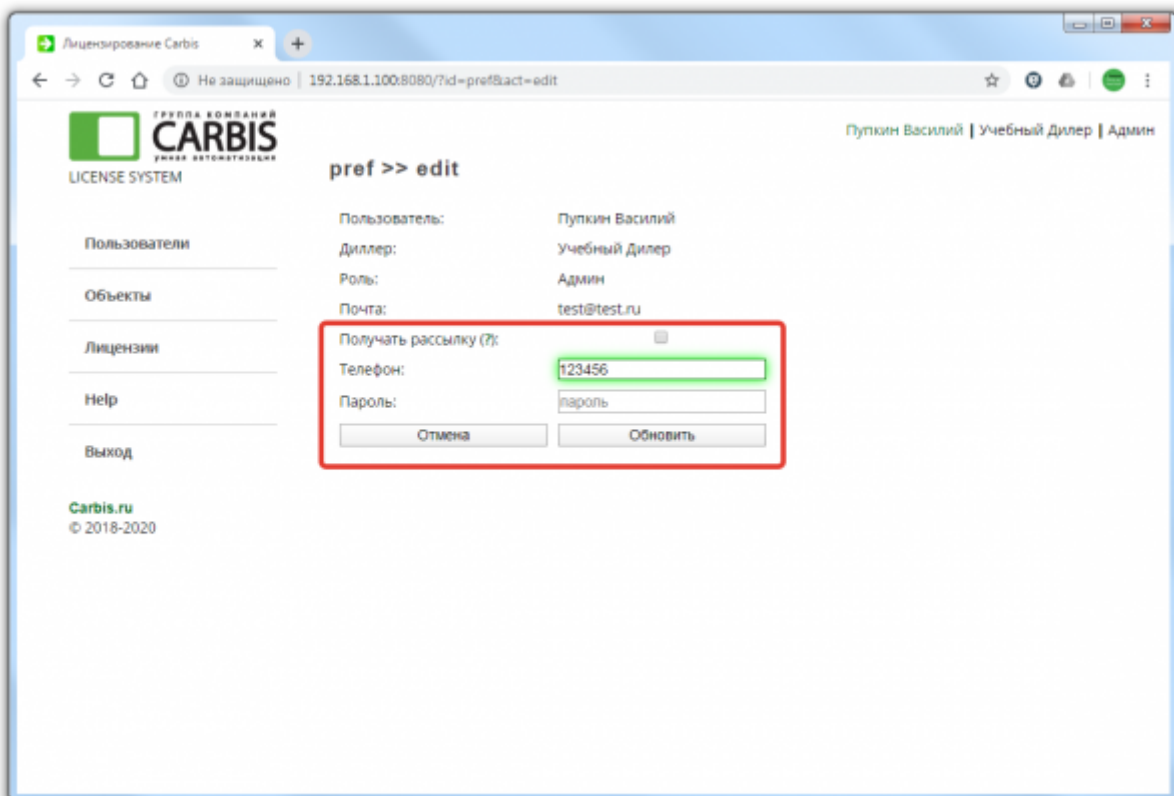 Лицензирование Carbis
Не защищено | 192.168.1.100:8080/?id=pref&act=edit
ГРУППА КОМПАНИЙ
CARBIS
умная автоматизация
LICENSE SYSTEM
Пупкин Василий | Учебный Дилер | Админ
pref >> edit
Пользователь: Пупкин Василий
Диллер: Учебный Дилер
Роль: Админ
Почта: test@test.ru
Получать рассылку (?):
Телефон: 123456
Пароль: пароль
Отмена Обновить
Пользователи
Объекты
Лицензии
Help
Выход
Carbis.ru
© 2018-2020